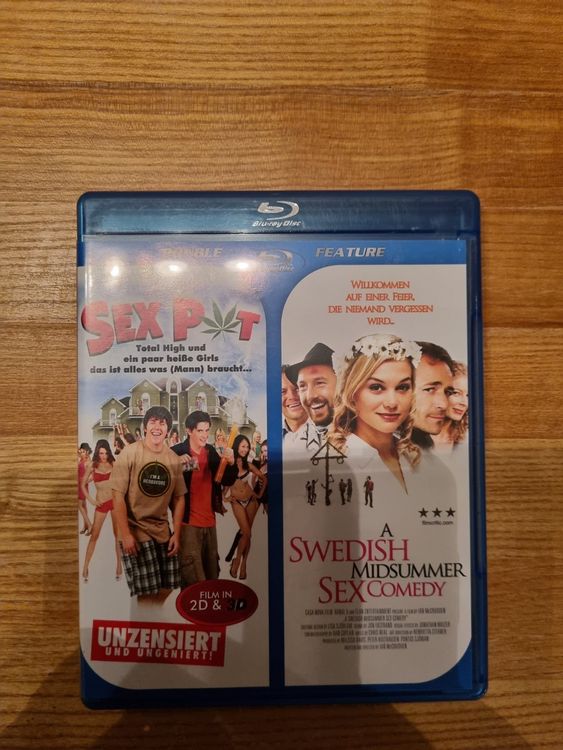 Blu-ray Disc
DOUBLE
FEATURE
SEX POT
Total High und
ein paar heiße Girls
das ist alles was (Mann) braucht...
FILM IN
2D & 3D
UNZENSIERT
UND UNGENIERT!
WILLKOMMEN
AUF EINER FEIER,
DIE NIEMAND VERGESSEN
WIRD...
★★★
filmcritic.com
A
SWEDISH
MIDSUMMER
SEX COMEDY